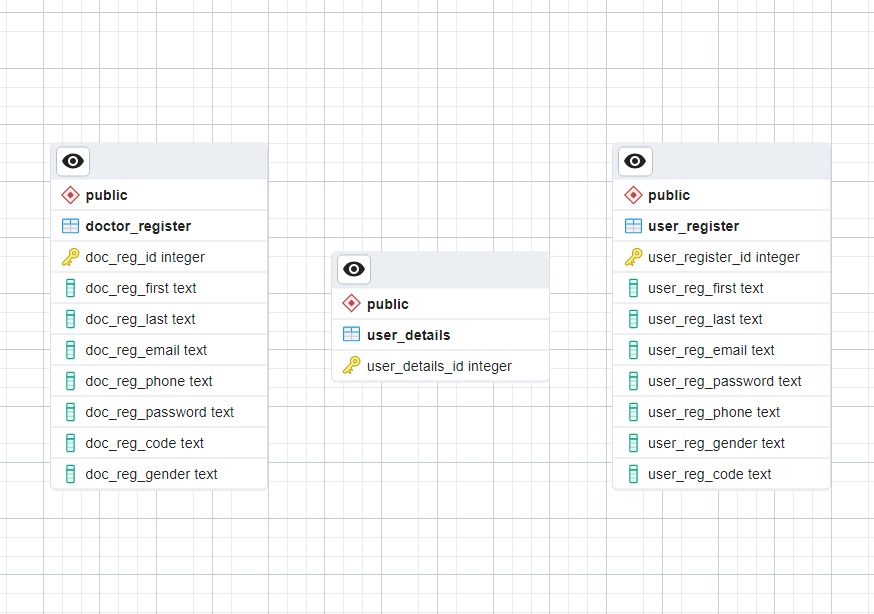 public
doctor_register
doc_reg_id integer
doc_reg_first text
doc_reg_last text
doc_reg_email text
doc_reg_phone text
doc_reg_password text
doc_reg_code text
doc_reg_gender text
public
user_details
user_details_id integer
public
user_register
user_register_id integer
user_reg_first text
user_reg_last text
user_reg_email text
user_reg_password text
user_reg_phone text
user_reg_gender text
user_reg_code text